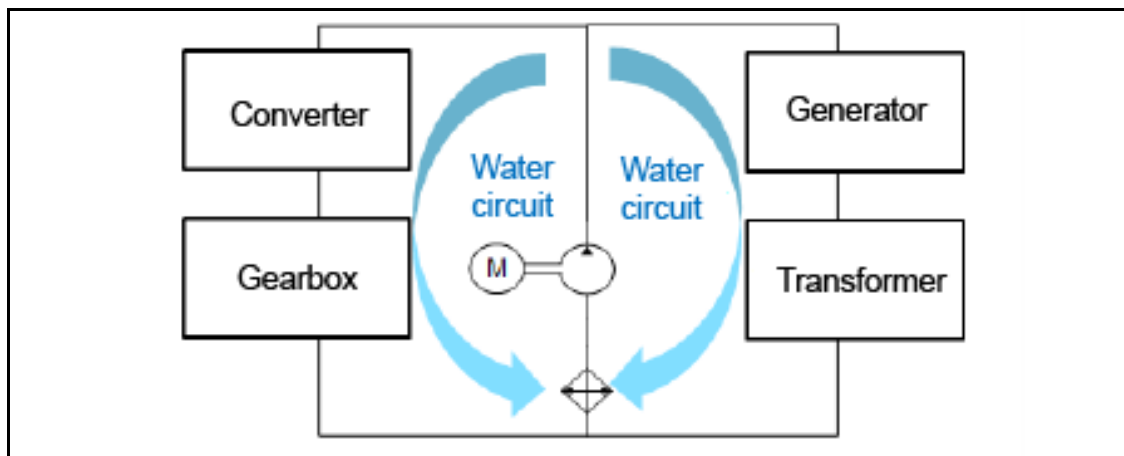 Converter
Generator
Water
circuit
Water
circuit
M
Gearbox
Transformer